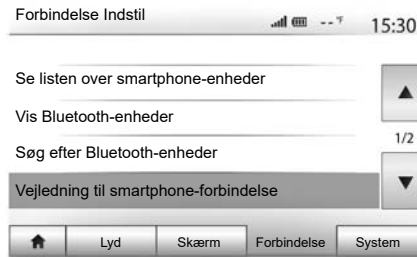 Forbindelse Indstil
-- °F 15:30
Se listen over smartphone-enheder
Vis Bluetooth-enheder
1/2
Søg efter Bluetooth-enheder
Vejledning til smartphone-forbindelse
Lyd Skærm Forbindelse System